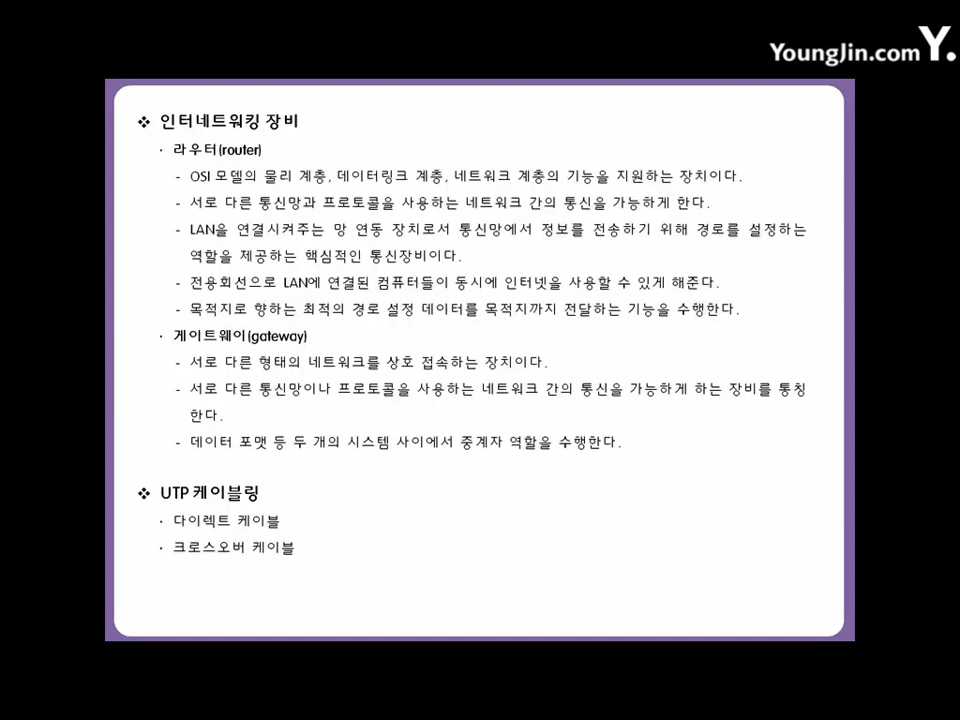 YoungJin.com Y.
❖ 인터네트워킹 장비
· 라우터(router)
- OSI 모델의 물리 계층, 데이터링크 계층, 네트워크 계층의 기능을 지원하는 장치이다.
- 서로 다른 통신망과 프로토콜을 사용하는 네트워크 간의 통신을 가능하게 한다.
- LAN을 연결시켜주는 망 연동 장치로서 통신망에서 정보를 전송하기 위해 경로를 설정하는
역할을 제공하는 핵심적인 통신장비이다.
- 전용회선으로 LAN에 연결된 컴퓨터들이 동시에 인터넷을 사용할 수 있게 해준다.
- 목적지로 향하는 최적의 경로 설정 데이터를 목적지까지 전달하는 기능을 수행한다.
· 게이트웨이(gateway)
- 서로 다른 형태의 네트워크를 상호 접속하는 장치이다.
- 서로 다른 통신망이나 프로토콜을 사용하는 네트워크 간의 통신을 가능하게 하는 장비를 통칭
한다.
- 데이터 포맷 등 두 개의 시스템 사이에서 중계자 역할을 수행한다.
❖ UTP 케이블링
· 다이렉트 케이블
· 크로스오버 케이블